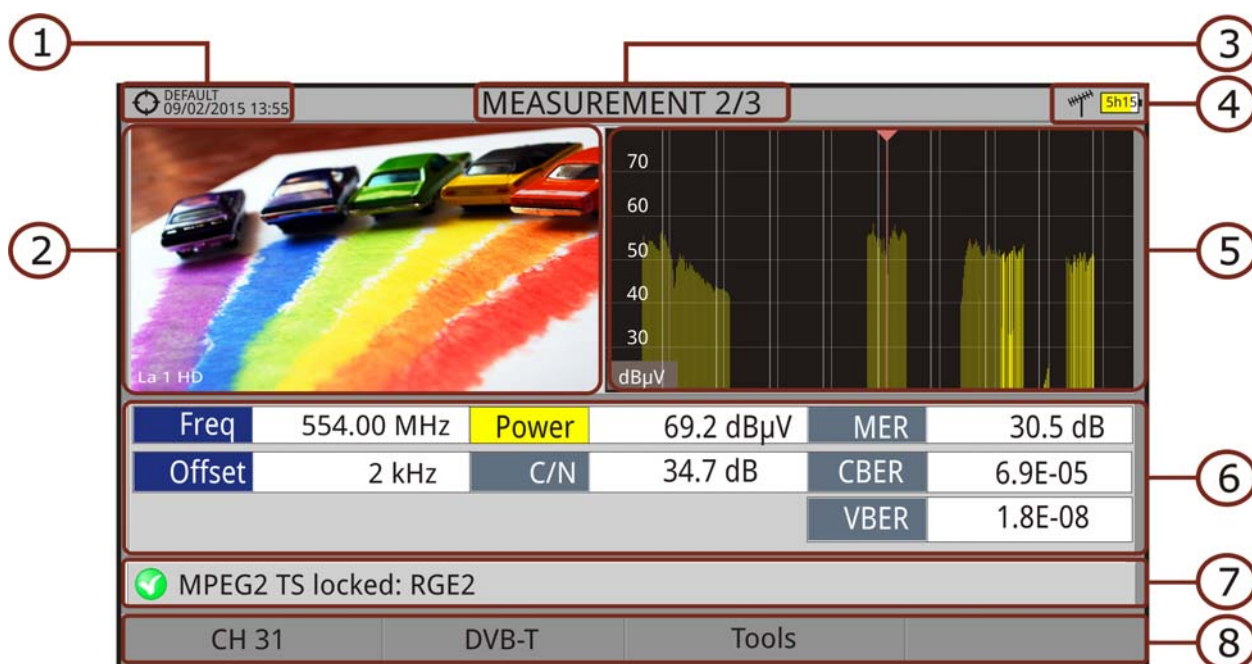 1
3
DEFAULT
09/02/2015 13:55
MEASUREMENT 2/3
5h15
4
2
La 1 HD
70
60
50
40
30
dBµV
5
Freq 554.00 MHz Power 69.2 dBµV MER 30.5 dB
Offset 2 kHz C/N 34.7 dB CBER 6.9E-05
VBER 1.8E-08
6
MPEG2 TS locked: RGE2
7
CH 31 DVB-T Tools
8